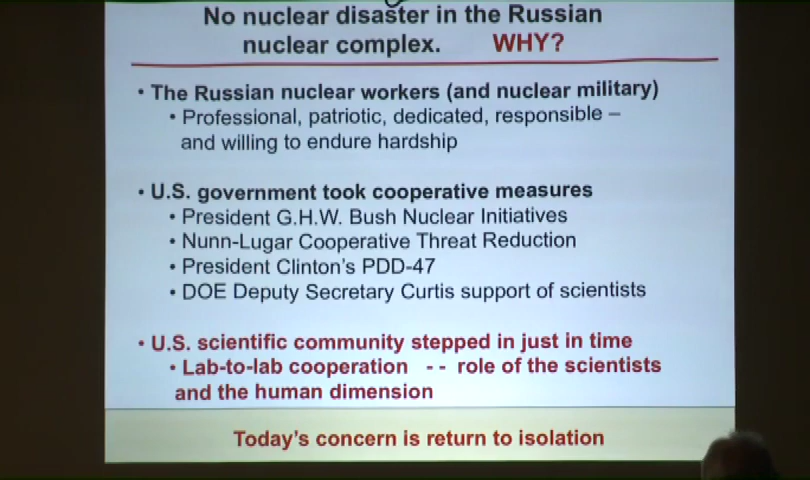 No nuclear disaster in the Russian
nuclear complex. WHY?
• The Russian nuclear workers (and nuclear military)
• Professional, patriotic, dedicated, responsible –
and willing to endure hardship
• U.S. government took cooperative measures
• President G.H.W. Bush Nuclear Initiatives
• Nunn-Lugar Cooperative Threat Reduction
• President Clinton's PDD-47
• DOE Deputy Secretary Curtis support of scientists
• U.S. scientific community stepped in just in time
• Lab-to-lab cooperation -- role of the scientists
and the human dimension
Today's concern is return to isolation